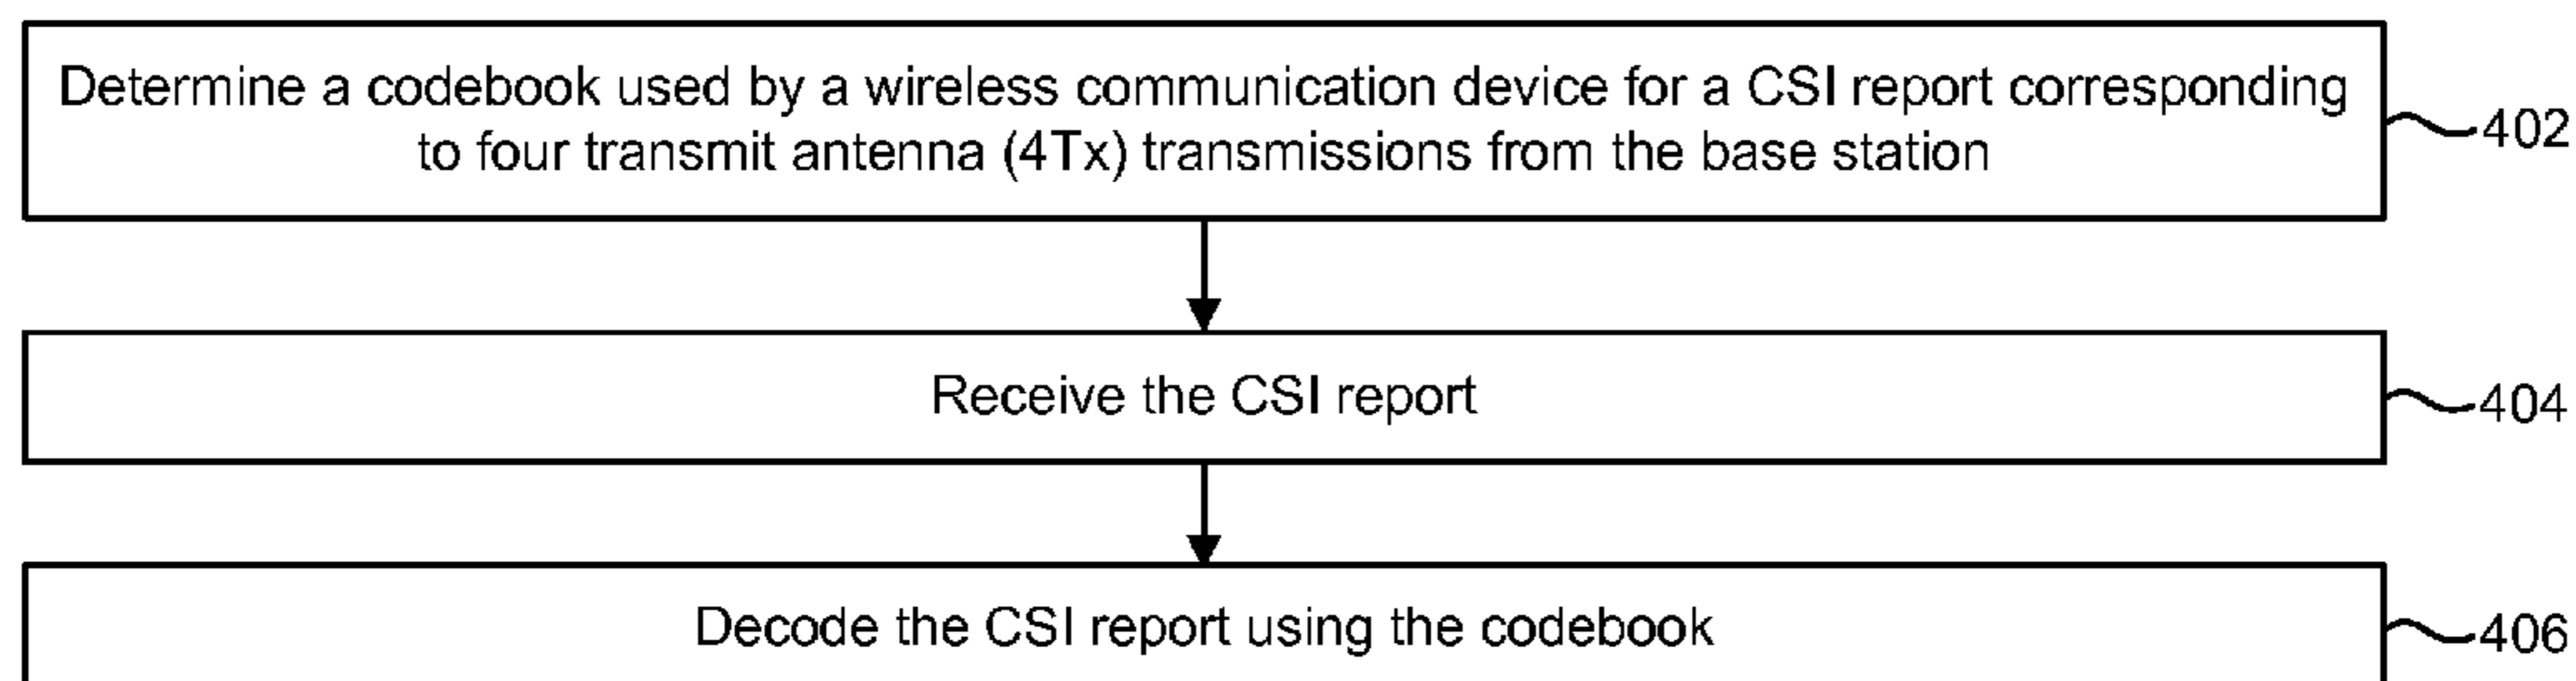 Determine a codebook used by a wireless communication device for a CSI report corresponding
to four transmit antenna (4Tx) transmissions from the base station
402
Receive the CSI report
404
Decode the CSI report using the codebook
406